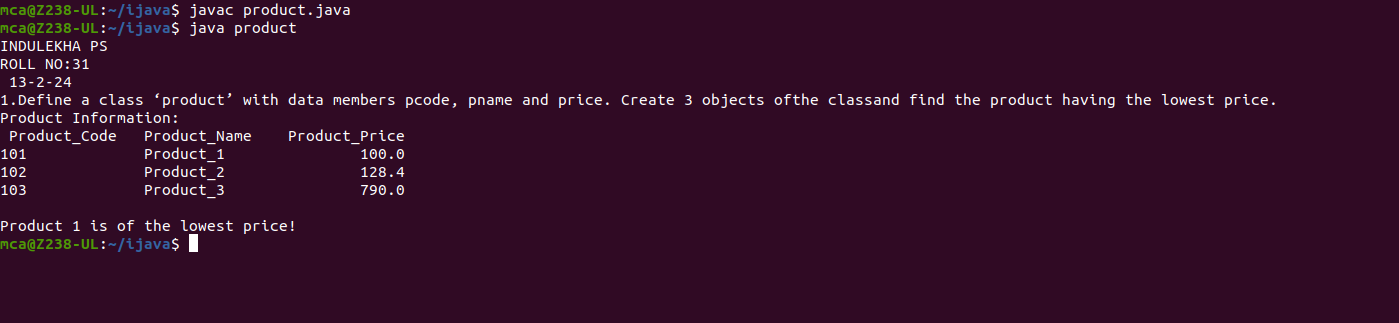 mca@Z238-UL:~/ijava$ javac product.java
mca@Z238-UL:~/ijava$ java product
INDULEKHA PS
ROLL NO:31
 13-2-24
1.Define a class ‘product’ with data members pcode, pname and price. Create 3 objects ofthe classand find the product having the lowest price.
Product Information:
 Product_Code   Product_Name    Product_Price
101             Product_1               100.0
102             Product_2               128.4
103             Product_3               790.0
Product 1 is of the lowest price!
mca@Z238-UL:~/ijava$